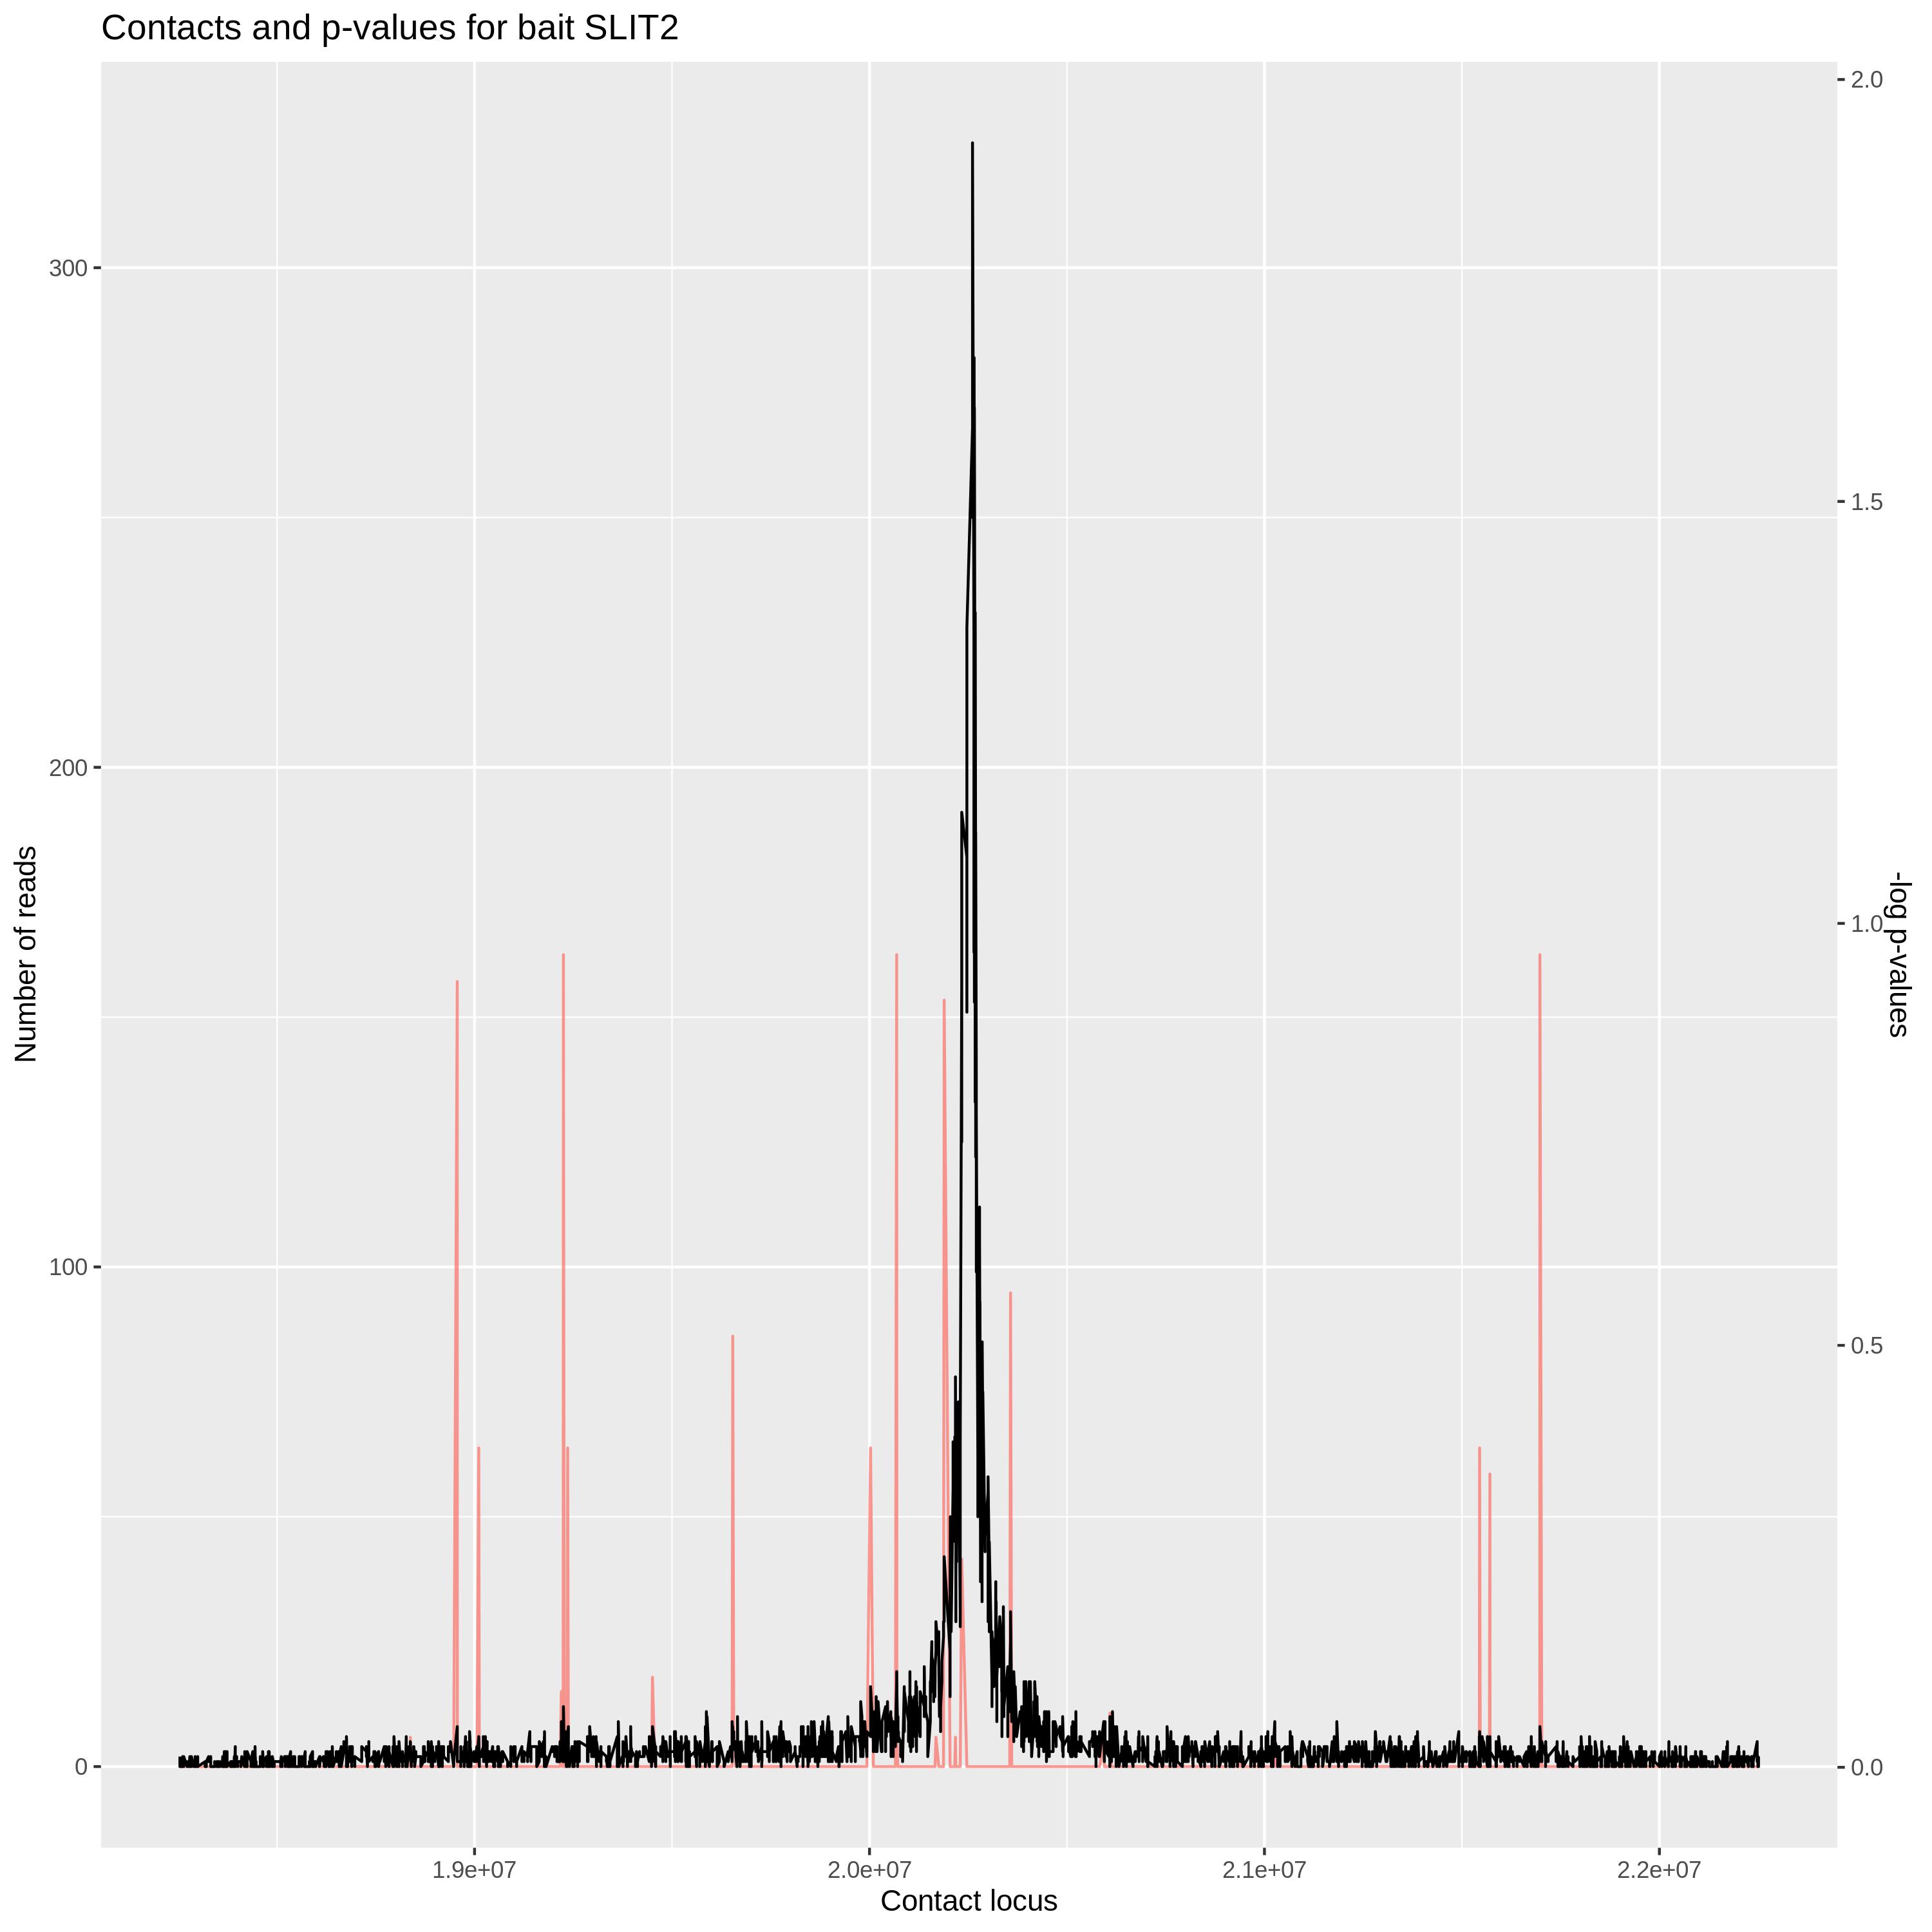 Contacts and p-values for bait SLIT2
Number of reads
300
200
100
0
2.0
1.5
1.0
0.5
0.0
-log p-values
1.9e+07
2.0e+07
2.1e+07
2.2e+07
Contact locus